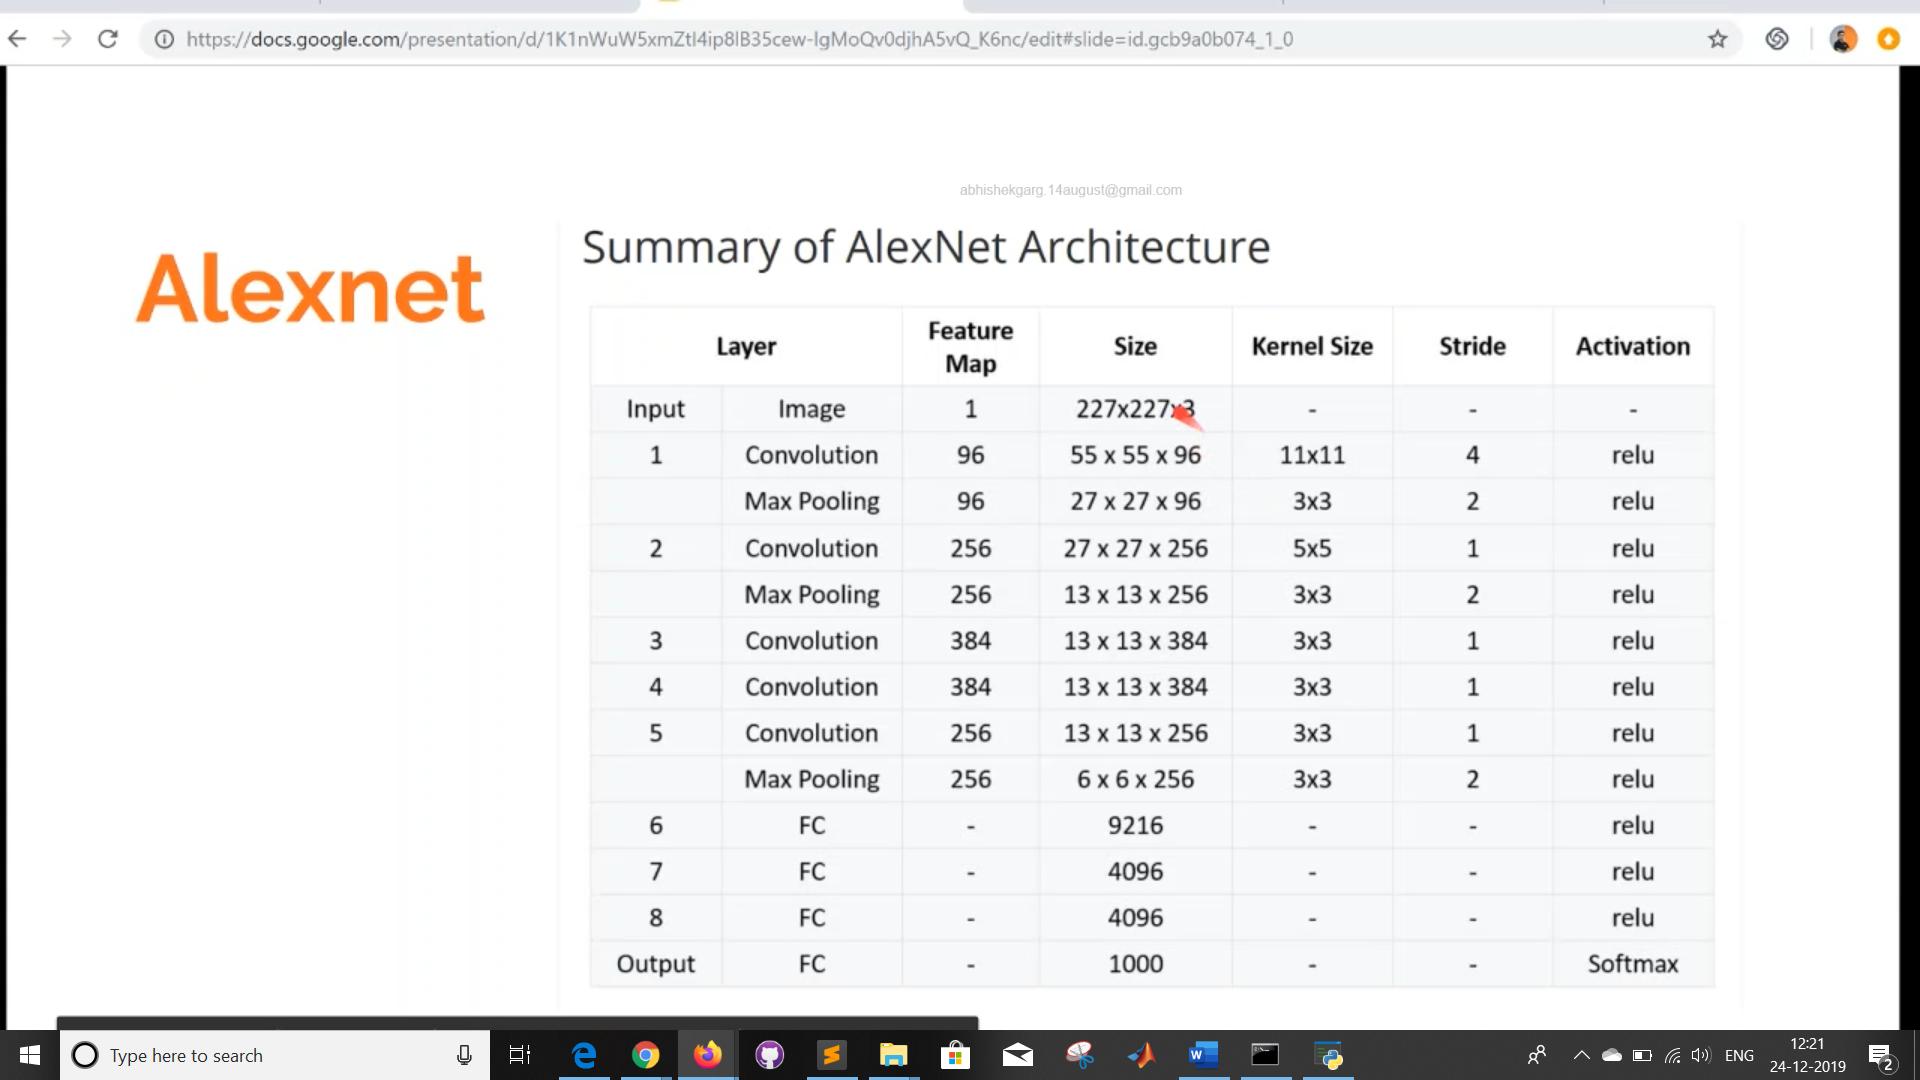 https://docs.google.com/presentation/d/1K1nWuW5xmZtI4ip8lB35cew-lgMoQv0djhA5vQ_K6nc/edit#slide=id.gcb9a0b074_1_0
abhishekgarg.14august@gmail.com
Alexnet
Summary of AlexNet Architecture
Layer Feature Map Size Kernel Size Stride Activation
Input Image 1 227x227x3 - - -
1 Convolution 96 55 x 55 x 96 11x11 4 relu
Max Pooling 96 27 x 27 x 96 3x3 2 relu
2 Convolution 256 27 x 27 x 256 5x5 1 relu
Max Pooling 256 13 x 13 x 256 3x3 2 relu
3 Convolution 384 13 x 13 x 384 3x3 1 relu
4 Convolution 384 13 x 13 x 384 3x3 1 relu
5 Convolution 256 13 x 13 x 256 3x3 1 relu
Max Pooling 256 6 x 6 x 256 3x3 2 relu
6 FC - 9216 - - relu
7 FC - 4096 - - relu
8 FC - 4096 - - relu
Output FC - 1000 - - Softmax
Type here to search
ENG
12:21
24-12-2019
2